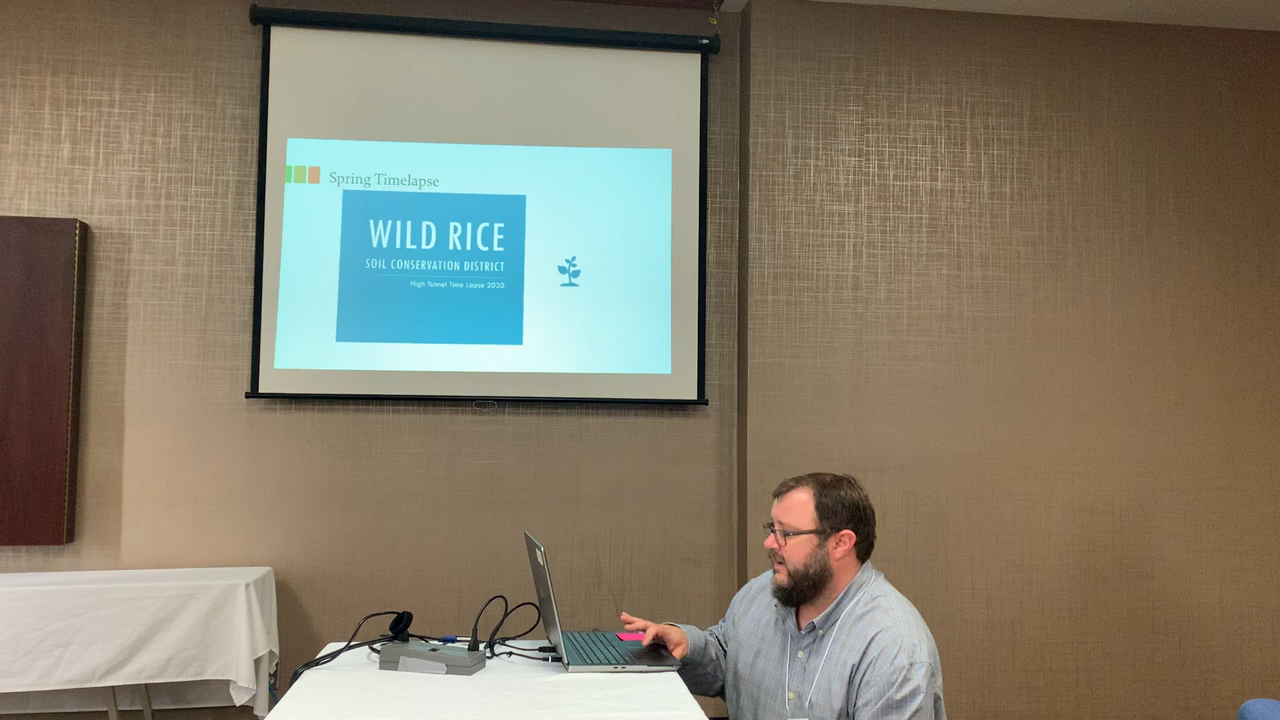 Spring Timelapse
WILD RICE
SOIL CONSERVATION DISTRICT
High Tunnel Time Lapse 2020